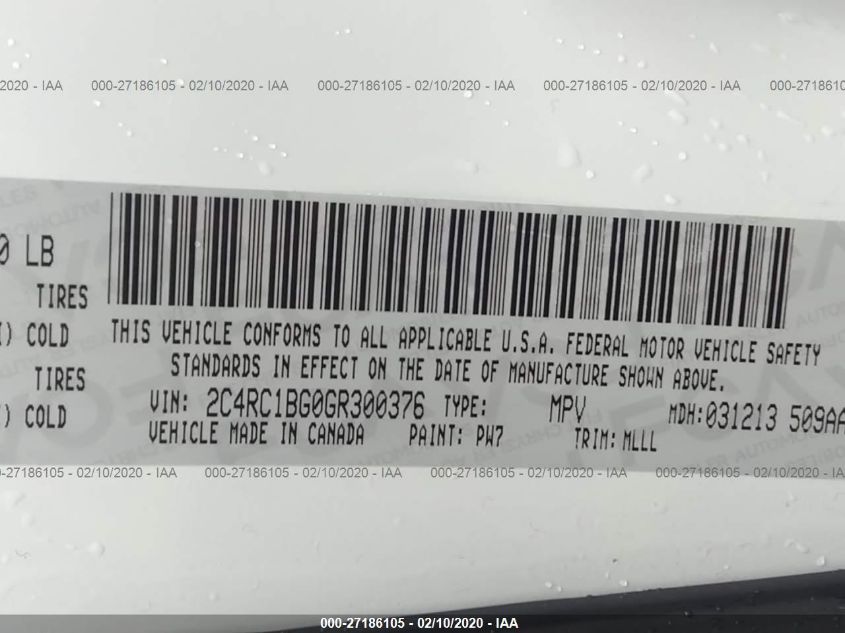 2020 - IAA 000-27186105 - 02/10/2020 - IAA 000-27186105 - 02/10/2020 - IAA 000-27186105 - 02/10/2020 - IAA 000-2718610
0 LB
TIRES
) COLD
TIRES
) COLD
THIS VEHICLE CONFORMS TO ALL APPLICABLE U.S.A. FEDERAL MOTOR VEHICLE SAFETY
STANDARDS IN EFFECT ON THE DATE OF MANUFACTURE SHOWN ABOVE.
VIN: 2C4RC1BG0GR300376 TYPE: MPV MDH:031213 509AA
VEHICLE MADE IN CANADA PAINT: PW7 TRIM: MLLL
000-27186105 - 02/10/2020 - IAA 000-27186105 - 02/10/2020 - IAA 000-27186105 - 02/10/2020 - IAA
000-27186105 - 02/10/2020 - IAA